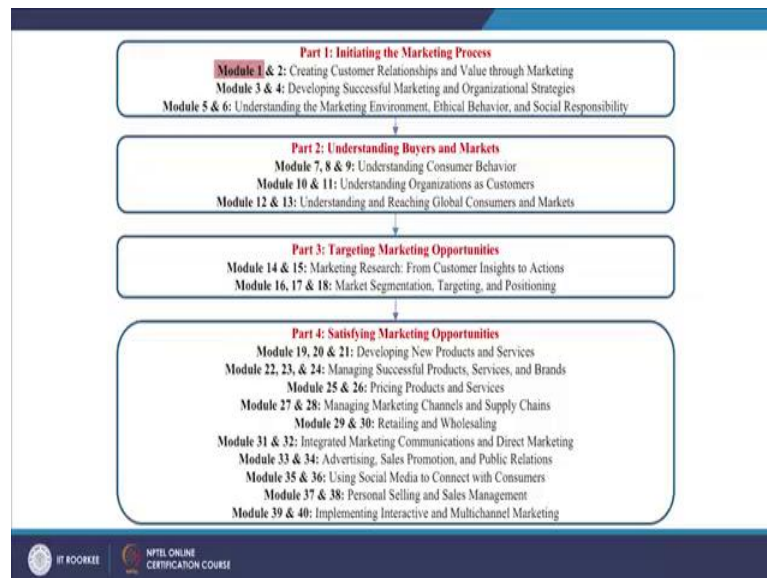 Part 1: Initiating the Marketing Process
Module 1 & 2: Creating Customer Relationships and Value through Marketing
Module 3 & 4: Developing Successful Marketing and Organizational Strategies
Module 5 & 6: Understanding the Marketing Environment, Ethical Behavior, and Social Responsibility
Part 2: Understanding Buyers and Markets
Module 7, 8 & 9: Understanding Consumer Behavior
Module 10 & 11: Understanding Organizations as Customers
Module 12 & 13: Understanding and Reaching Global Consumers and Markets
Part 3: Targeting Marketing Opportunities
Module 14 & 15: Marketing Research: From Customer Insights to Actions
Module 16, 17 & 18: Market Segmentation, Targeting, and Positioning
Part 4: Satisfying Marketing Opportunities
Module 19, 20 & 21: Developing New Products and Services
Module 22, 23, & 24: Managing Successful Products, Services, and Brands
Module 25 & 26: Pricing Products and Services
Module 27 & 28: Managing Marketing Channels and Supply Chains
Module 29 & 30: Retailing and Wholesaling
Module 31 & 32: Integrated Marketing Communications and Direct Marketing
Module 33 & 34: Advertising, Sales Promotion, and Public Relations
Module 35 & 36: Using Social Media to Connect with Consumers
Module 37 & 38: Personal Selling and Sales Management
Module 39 & 40: Implementing Interactive and Multichannel Marketing
IIT ROORKEE
NPTEL ONLINE
CERTIFICATION COURSE